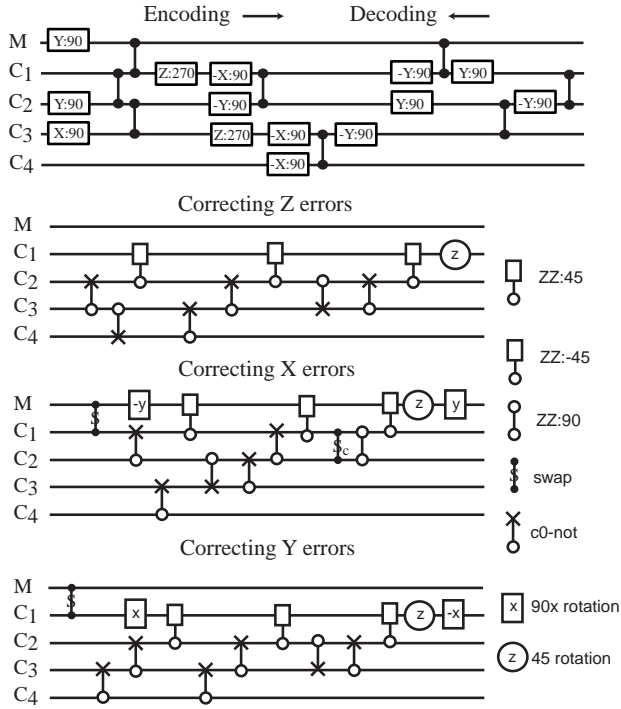 Encoding Decoding
M Y:90
C1 Z:270 -X:90 -Y:90 Y:90
C2 Y:90 -Y:90 Y:90 -Y:90
C3 X:90 Z:270 -X:90 -Y:90
C4 -X:90
Correcting Z errors
M
C1 z
C2
C3
C4
ZZ:45
Correcting X errors
ZZ:-45
M S -y z y
C1
C2 Sc
C3
C4
ZZ:90
S swap
c0-not
Correcting Y errors
M S
C1 x z -x
C2
C3
C4
x 90x rotation
z 45 rotation